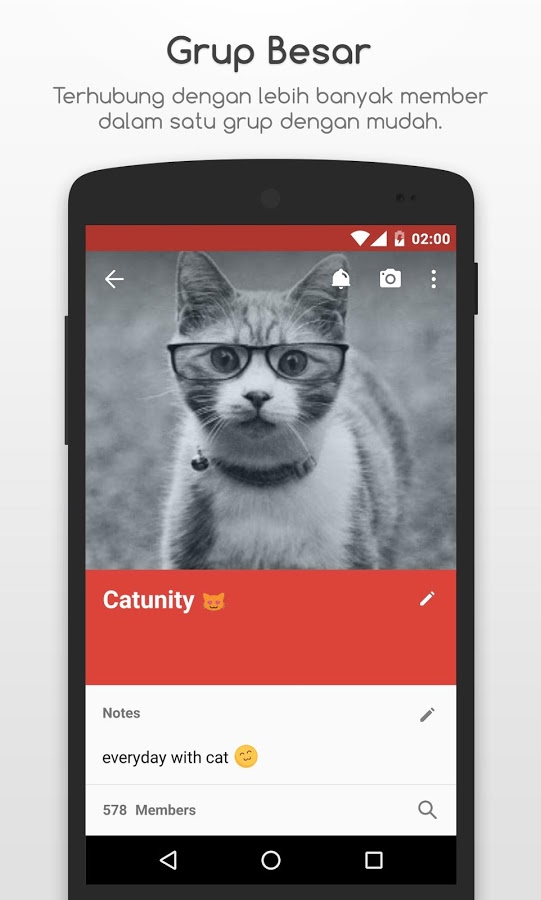 Grup Besar
Terhubung dengan lebih banyak member
dalam satu grup dengan mudah.
02:00
Catunity 😺
Notes
everyday with cat 😊
578 Members